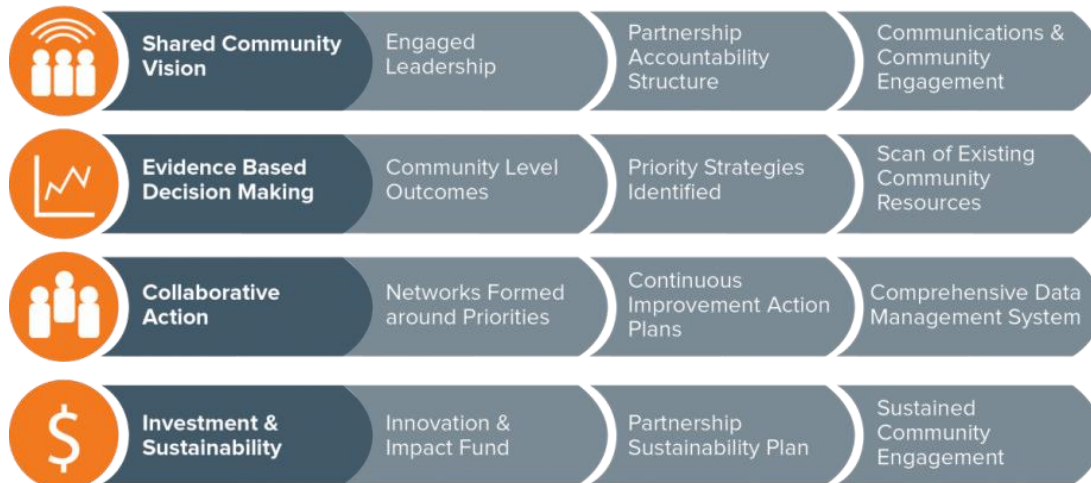 Shared Community
Vision
Engaged
Leadership
Partnership
Accountability
Structure
Communications &
Community
Engagement
Evidence Based
Decision Making
Community Level
Outcomes
Priority Strategies
Identified
Scan of Existing
Community
Resources
Collaborative
Action
Networks Formed
around Priorities
Continuous
Improvement Action
Plans
Comprehensive Data
Management System
$
Investment &
Sustainability
Innovation &
Impact Fund
Partnership
Sustainability Plan
Sustained
Community
Engagement